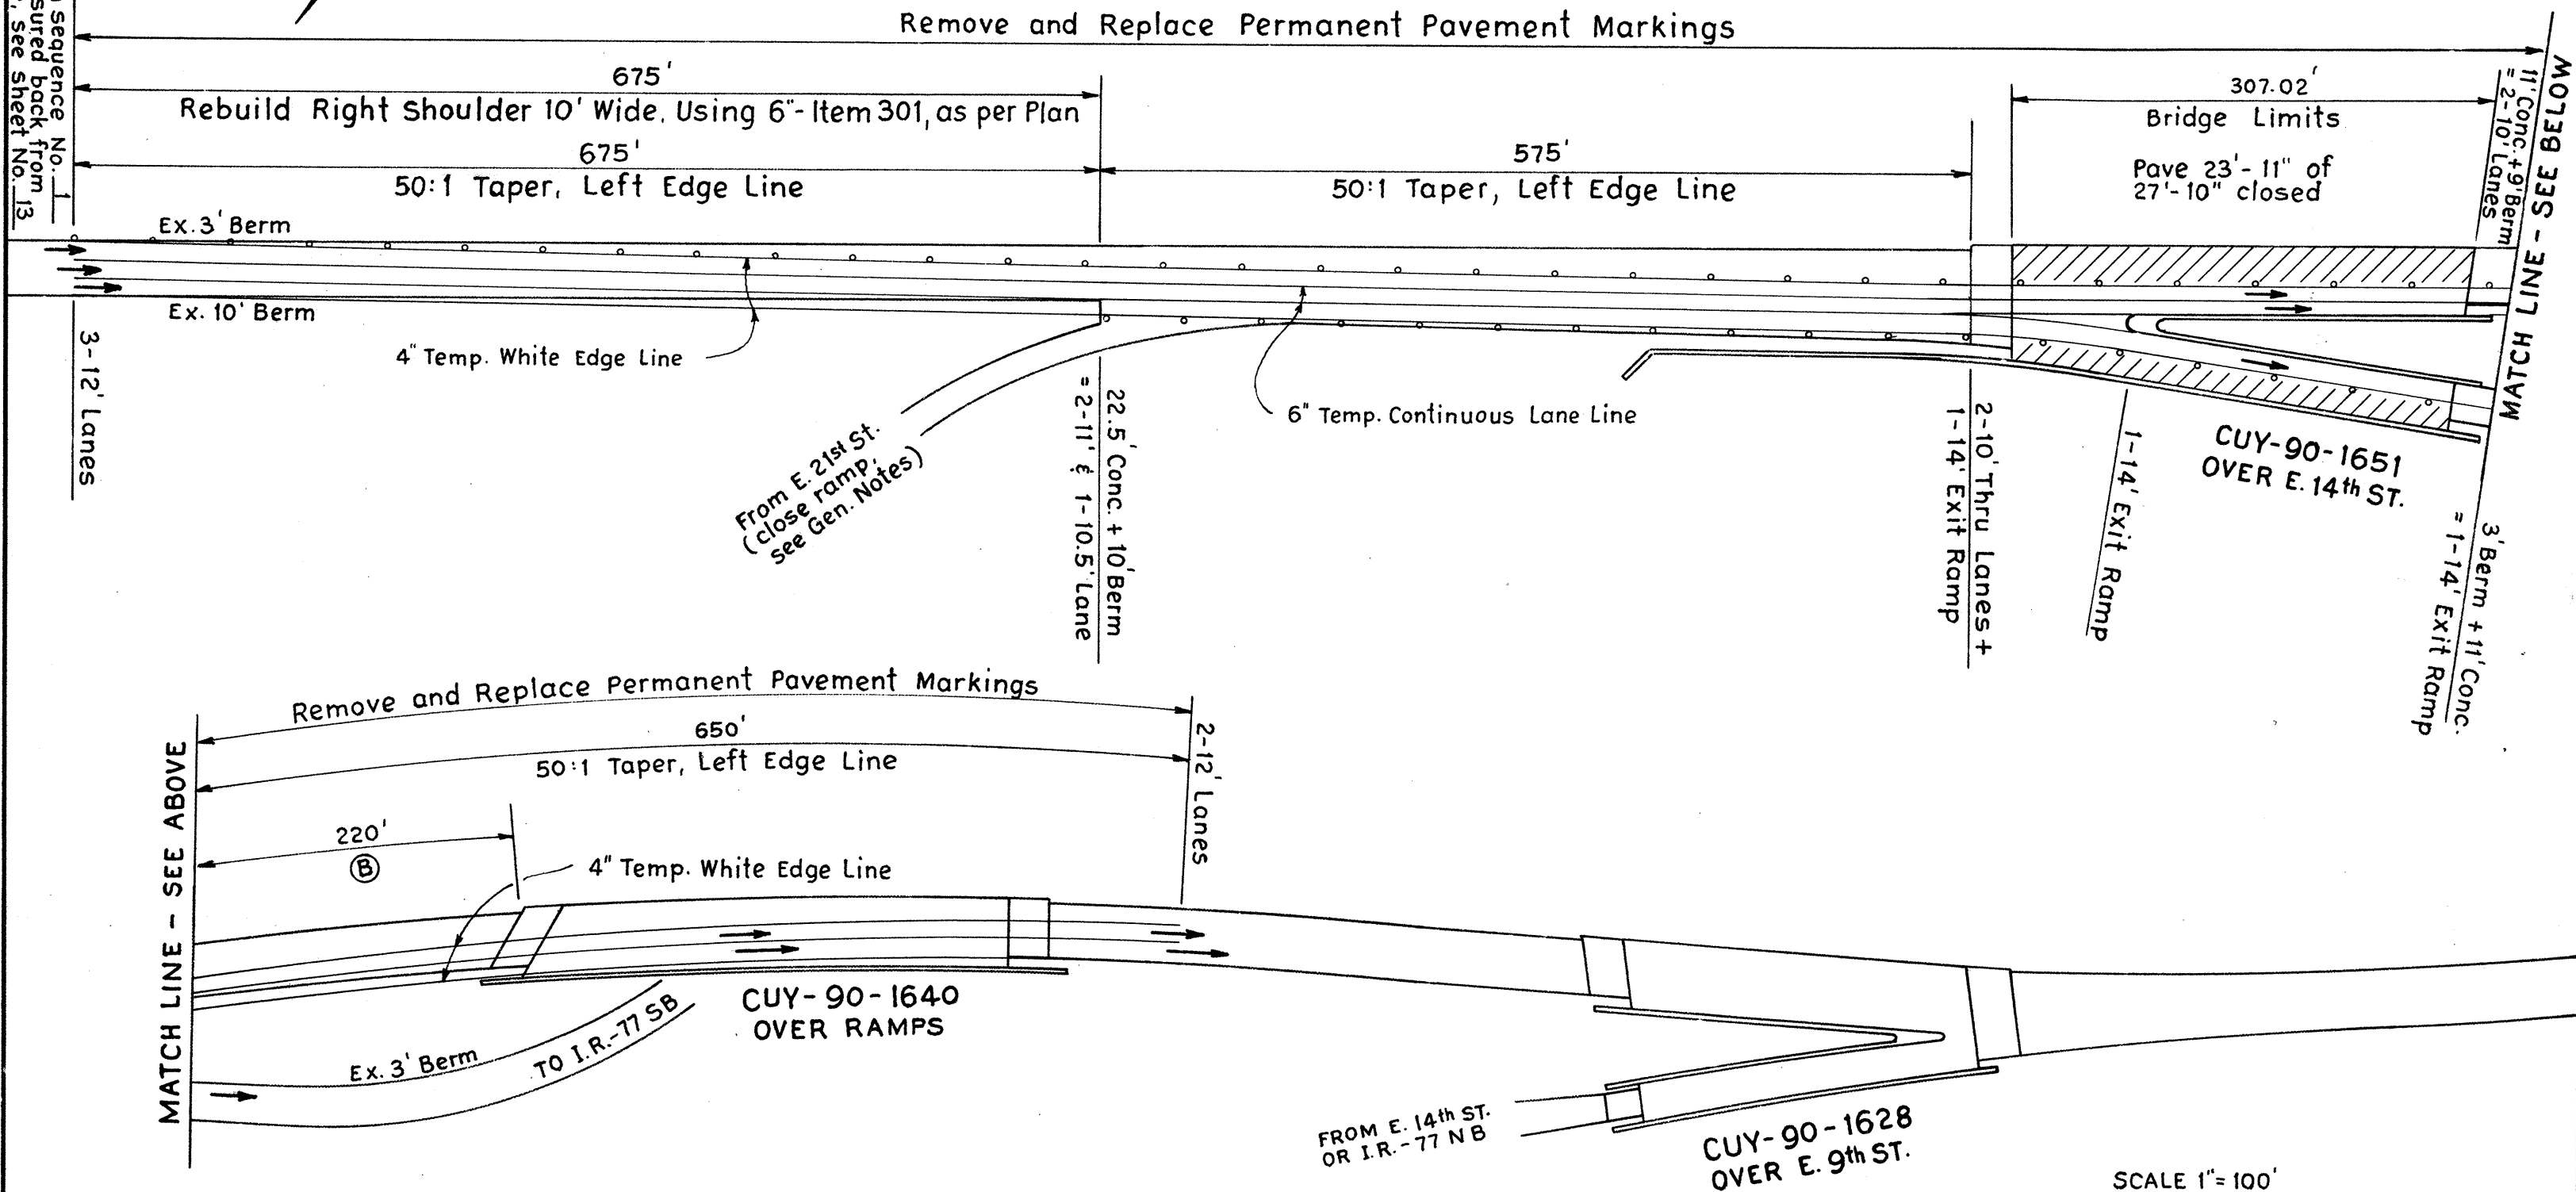 sequence No. 1
sured back from
, see sheet No. 13
Remove and Replace Permanent Pavement Markings
675'
Rebuild Right Shoulder 10' Wide. Using 6"- Item 301, as per Plan
675'
50:1 Taper, Left Edge Line
575'
50:1 Taper, Left Edge Line
307.02'
Bridge Limits
Pave 23'-11" of
27'-10" closed
11' Conc. + 9' Berm
= 2-10' Lanes
MATCH LINE - SEE BELOW
Ex. 3' Berm
Ex. 10' Berm
3-12' Lanes
4" Temp. White Edge Line
From E. 21st St.
(close ramp,
see Gen. Notes)
22.5' Conc. + 10' Berm
= 2-11' & 1-10.5' Lane
6" Temp. Continuous Lane Line
2-10' Thru Lanes +
1-14' Exit Ramp
1-14' Exit Ramp
CUY-90-1651
OVER E. 14th ST.
3' Berm + 11' Conc.
= 1-14' Exit Ramp
Remove and Replace Permanent Pavement Markings
650'
50:1 Taper, Left Edge Line
2-12' Lanes
220'
B
4" Temp. White Edge Line
MATCH LINE - SEE ABOVE
CUY-90-1640
OVER RAMPS
Ex. 3' Berm
TO I.R.-77 SB
FROM E. 14th ST.
OR I.R.-77 NB
CUY-90-1628
OVER E. 9th ST.
SCALE 1"= 100'